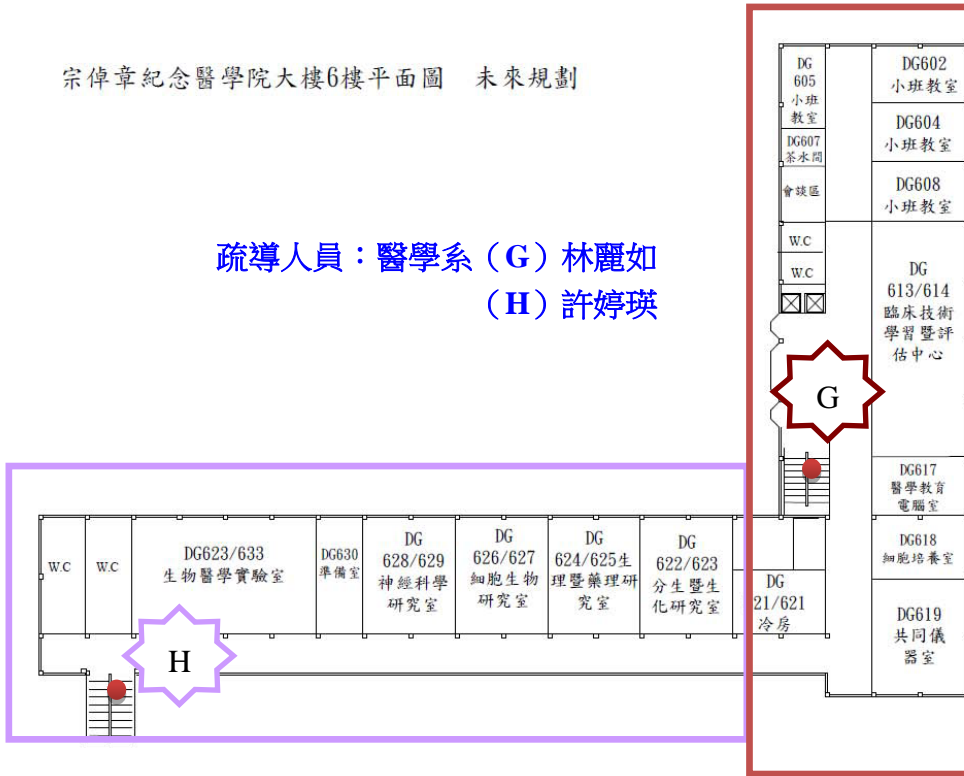 宗倬章紀念醫學院大樓6樓平面圖 未來規劃
疏導人員：醫學系（G）林麗如
（H）許婷瑛
DG
605
小班
教室
DG607
茶水間
會談區
W.C
W.C
DG602
小班教室
DG604
小班教室
DG608
小班教室
DG
613/614
臨床技術
學習暨評
估中心
G
DG617
醫學教育
電腦室
DG618
細胞培養室
DG619
共同儀
器室
W.C
W.C
DG623/633
生物醫學實驗室
DG630
準備室
DG
628/629
神經科學
研究室
DG
626/627
細胞生物
研究室
DG
624/625生
理暨藥理研
究室
DG
622/623
分生暨生
化研究室
DG
21/621
冷房
H